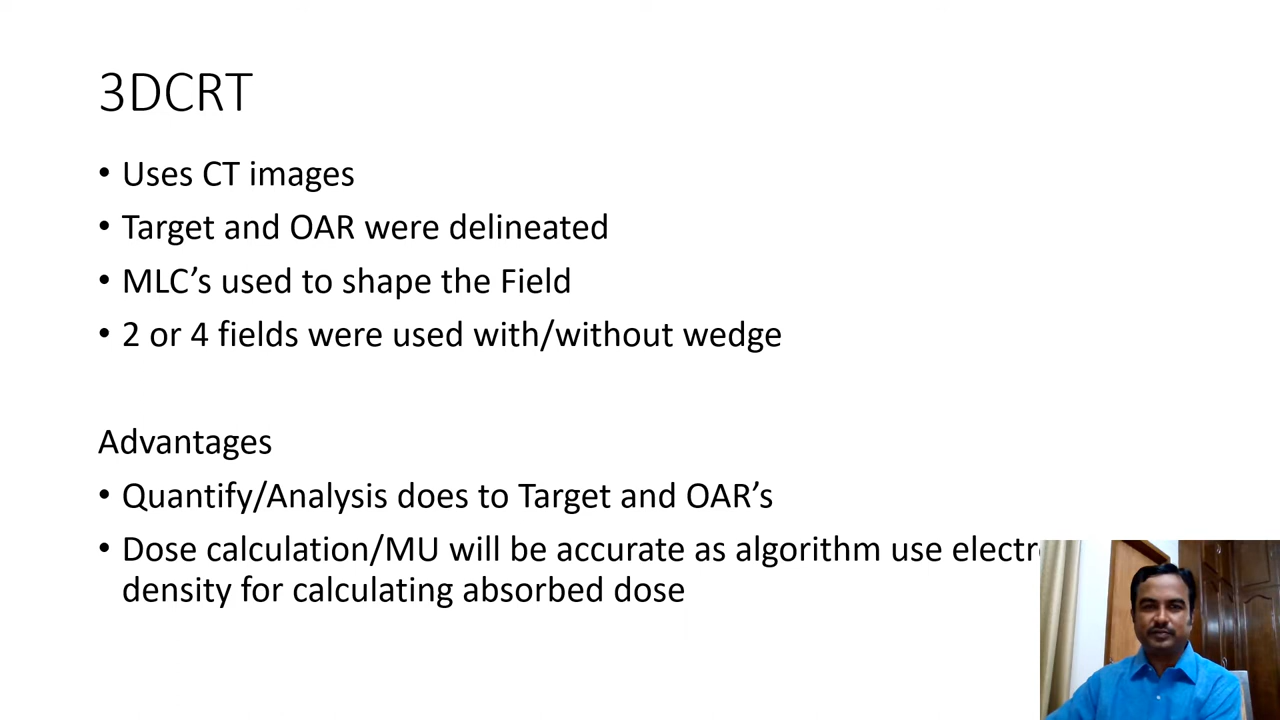 3DCRT
• Uses CT images
• Target and OAR were delineated
• MLC’s used to shape the Field
• 2 or 4 fields were used with/without wedge
Advantages
• Quantify/Analysis does to Target and OAR’s
• Dose calculation/MU will be accurate as algorithm use
density for calculating absorbed dose